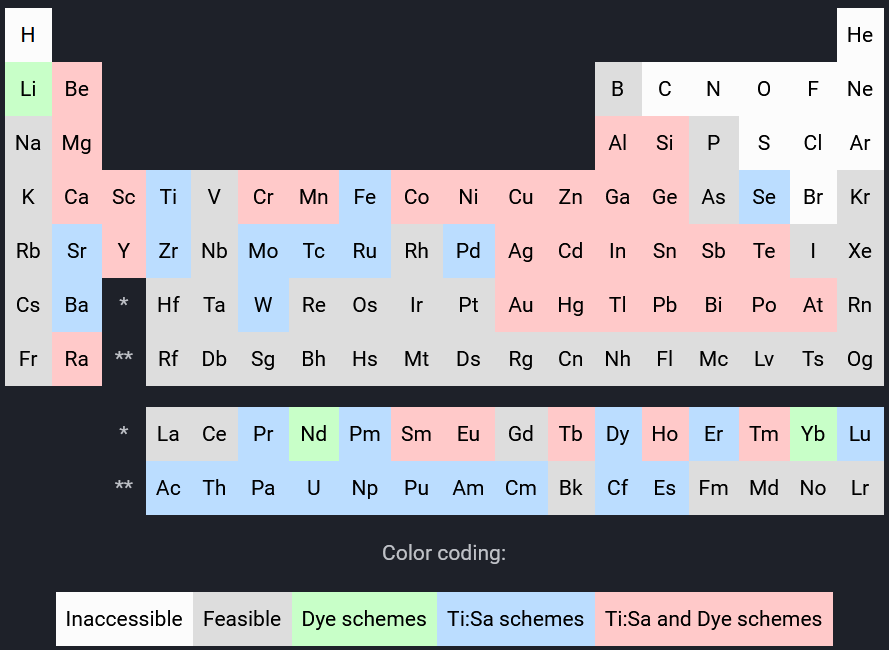 H He
Li Be B C N O F Ne
Na Mg Al Si P S Cl Ar
K Ca Sc Ti V Cr Mn Fe Co Ni Cu Zn Ga Ge As Se Br Kr
Rb Sr Y Zr Nb Mo Tc Ru Rh Pd Ag Cd In Sn Sb Te I Xe
Cs Ba * Hf Ta W Re Os Ir Pt Au Hg Tl Pb Bi Po At Rn
Fr Ra ** Rf Db Sg Bh Hs Mt Ds Rg Cn Nh Fl Mc Lv Ts Og
* La Ce Pr Nd Pm Sm Eu Gd Tb Dy Ho Er Tm Yb Lu
** Ac Th Pa U Np Pu Am Cm Bk Cf Es Fm Md No Lr
Color coding:
Inaccessible Feasible Dye schemes Ti:Sa schemes Ti:Sa and Dye schemes